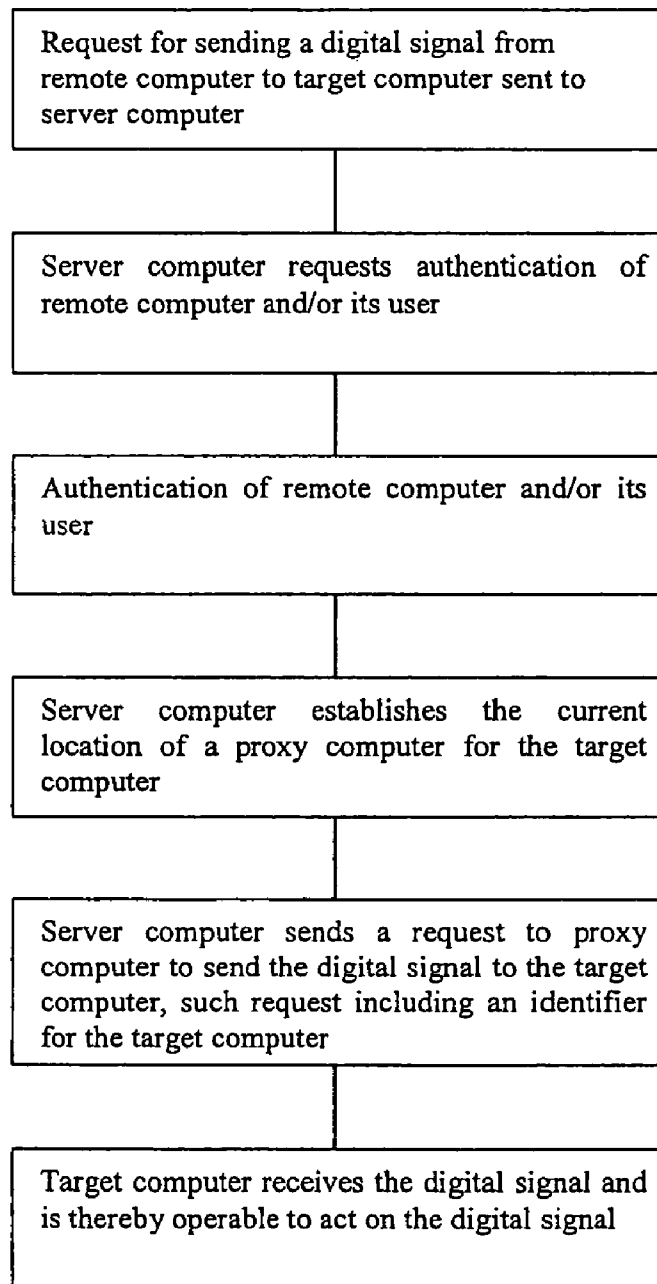 Request for sending a digital signal from
remote computer to target computer sent to
server computer
Server computer requests authentication of
remote computer and/or its user
Authentication of remote computer and/or its
user
Server computer establishes the current
location of a proxy computer for the target
computer
Server computer sends a request to proxy
computer to send the digital signal to the target
computer, such request including an identifier
for the target computer
Target computer receives the digital signal and
is thereby operable to act on the digital signal